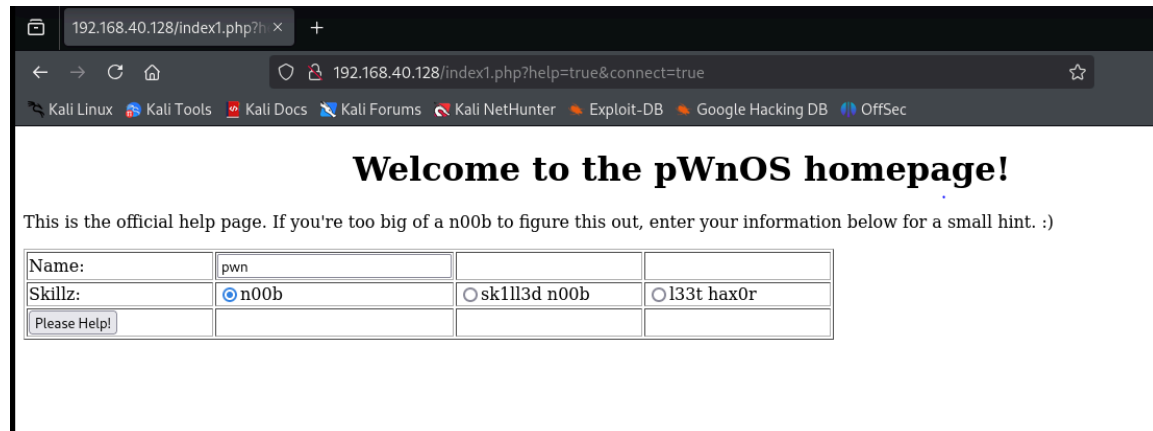 192.168.40.128/index1.php?h
192.168.40.128/index1.php?help=true&connect=true
Kali Linux Kali Tools Kali Docs Kali Forums Kali NetHunter Exploit-DB Google Hacking DB OffSec
Welcome to the pWnOS homepage!
This is the official help page. If you're too big of a n00b to figure this out, enter your information below for a small hint. :)
Name: pwn
Skillz: n00b sk1ll3d n00b l33t hax0r
Please Help!